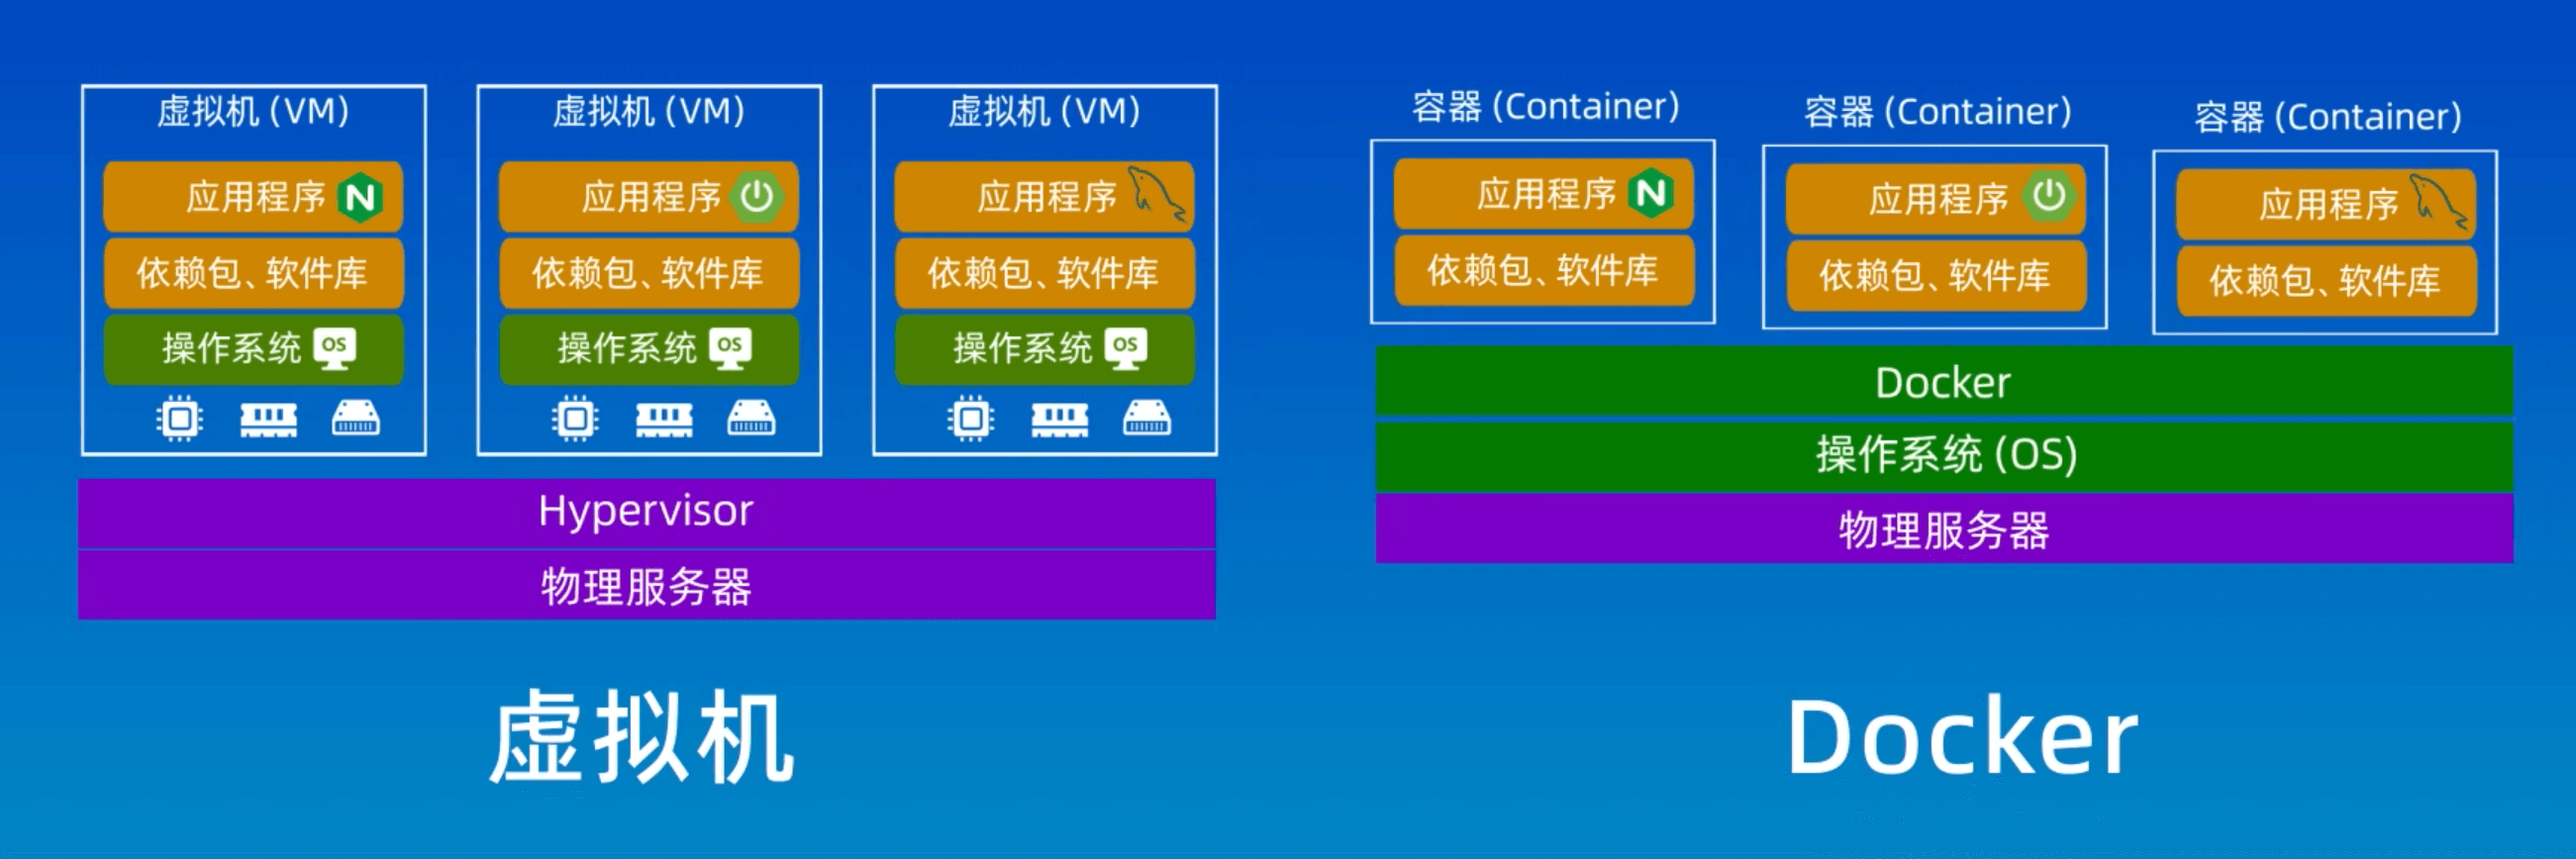 虚拟机 (VM)
应用程序 N
依赖包、软件库
操作系统 OS
虚拟机 (VM)
应用程序
依赖包、软件库
操作系统 OS
虚拟机 (VM)
应用程序
依赖包、软件库
操作系统 OS
Hypervisor
物理服务器
虚拟机
容器 (Container)
应用程序 N
依赖包、软件库
容器 (Container)
应用程序
依赖包、软件库
容器 (Container)
应用程序
依赖包、软件库
Docker
操作系统 (OS)
物理服务器
Docker